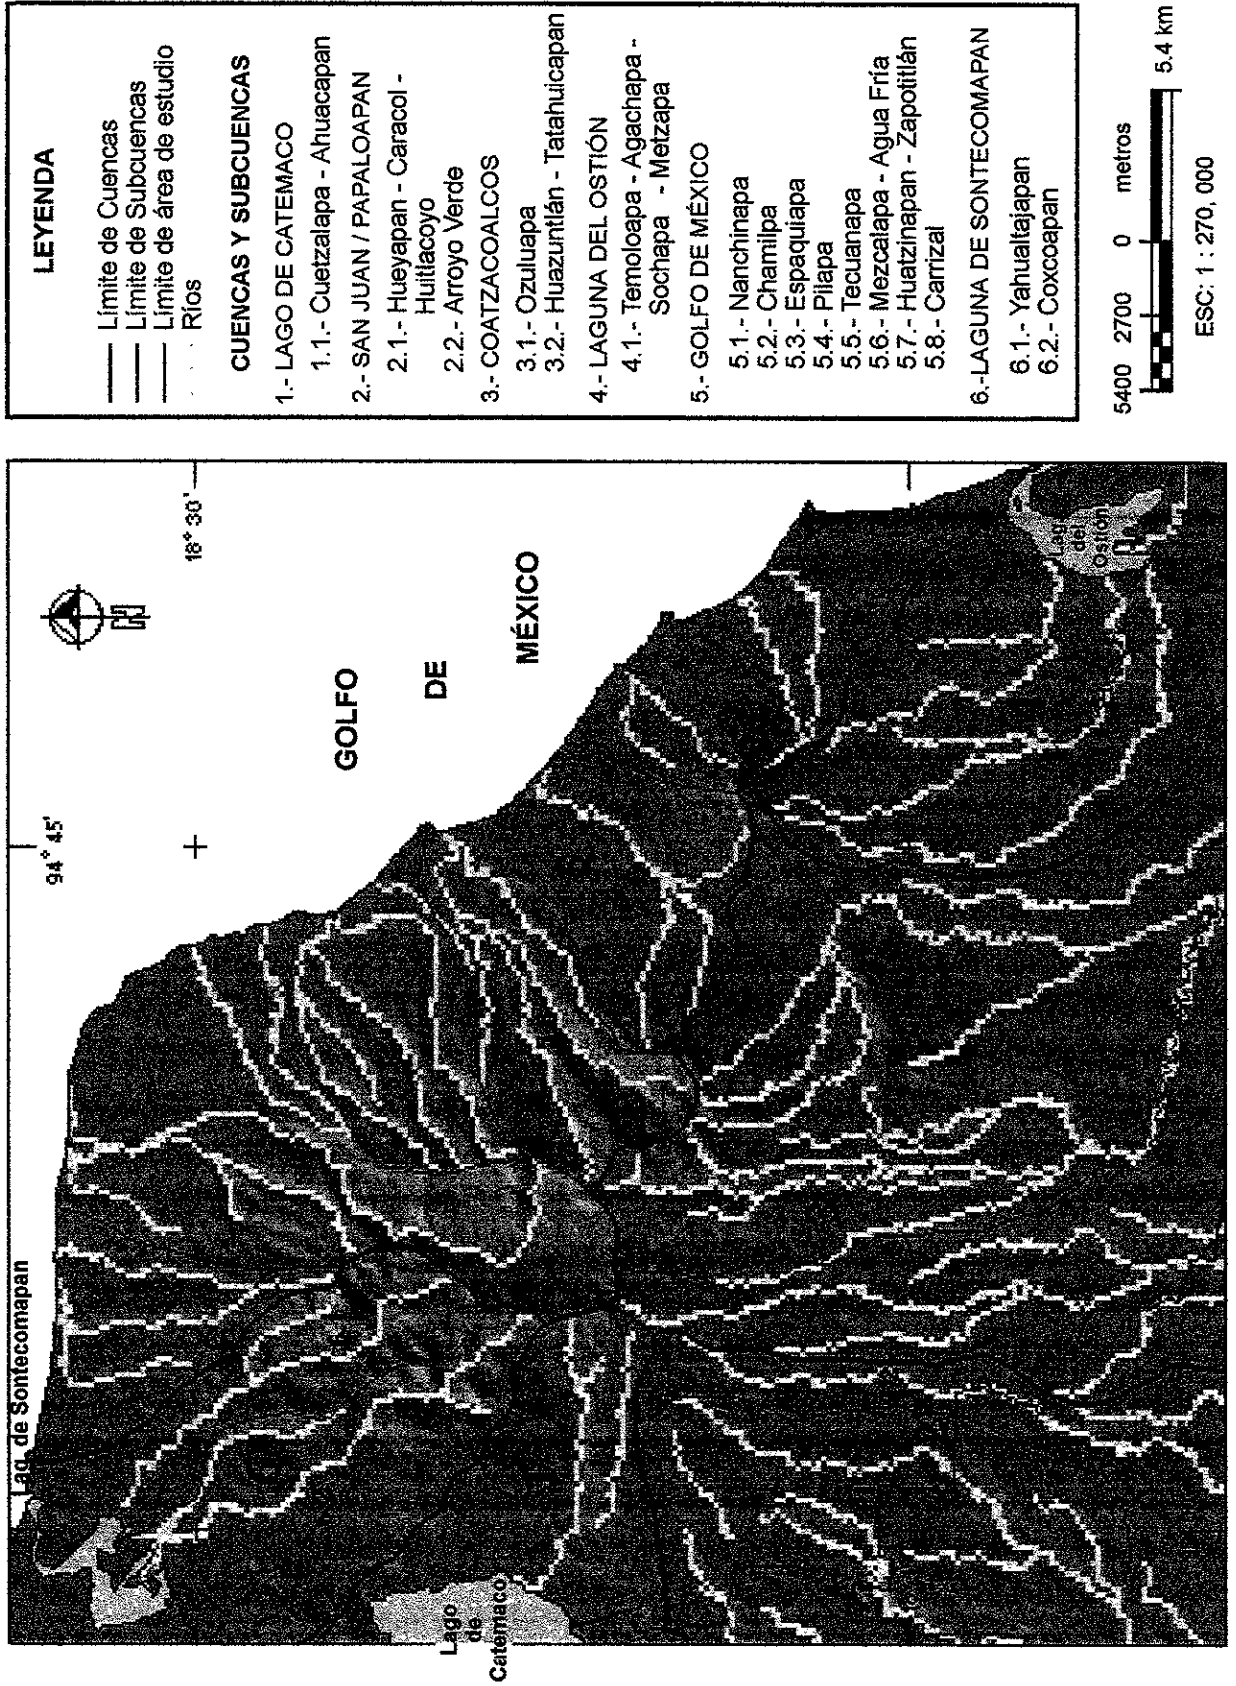 Lag. de Sontecomapan
94° 45'
18° 30'
GOLFO
DE
MÉXICO
Lago
de
Catemaco
Lag.
del
Ostión
LEYENDA
Límite de Cuencas
Límite de Subcuencas
Límite de área de estudio
Ríos
CUENCAS Y SUBCUENCAS
1.- LAGO DE CATEMACO
1.1.- Cuetzalapa - Ahuacapan
2.- SAN JUAN / PAPALOAPAN
2.1.- Hueyapan - Caracol -
Huitlacoyo
2.2.- Arroyo Verde
3.- COATZACOALCOS
3.1.- Ozuluapa
3.2.- Huazuntlán - Tatahuicapan
4.- LAGUNA DEL OSTIÓN
4.1.- Temoloapa - Agachapa -
Sochapa - Metzapa
5.- GOLFO DE MÉXICO
5.1.- Nanchinapa
5.2.- Chamilpa
5.3.- Espaquiapa
5.4.- Pilapa
5.5.- Tecuanapa
5.6.- Mezcalapa - Agua Fría
5.7.- Huatzinapan - Zapotitlán
5.8.- Carrizal
6.-LAGUNA DE SONTECOMAPAN
6.1.- Yahualtajapan
6.2.- Coxcoapan
5400 2700 0 metros 5.4 km
ESC: 1 : 270, 000